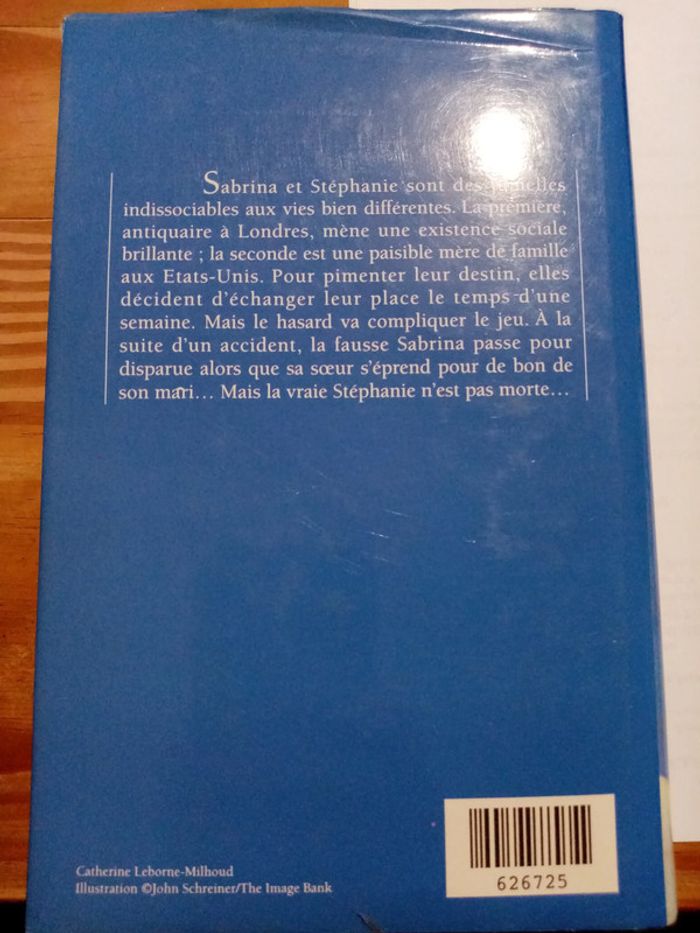 Sabrina et Stéphanie sont des jumelles
indissociables aux vies bien différentes. La première,
antiquaire à Londres, mène une existence sociale
brillante ; la seconde est une paisible mère de famille
aux Etats-Unis. Pour pimenter leur destin, elles
décident d'échanger leur place le temps d'une
semaine. Mais le hasard va compliquer le jeu. À la
suite d'un accident, la fausse Sabrina passe pour
disparue alors que sa sœur s'éprend pour de bon de
son mari... Mais la vraie Stéphanie n'est pas morte...
Catherine Leborne-Milhoud
Illustration ©John Schreiner/The Image Bank
626725